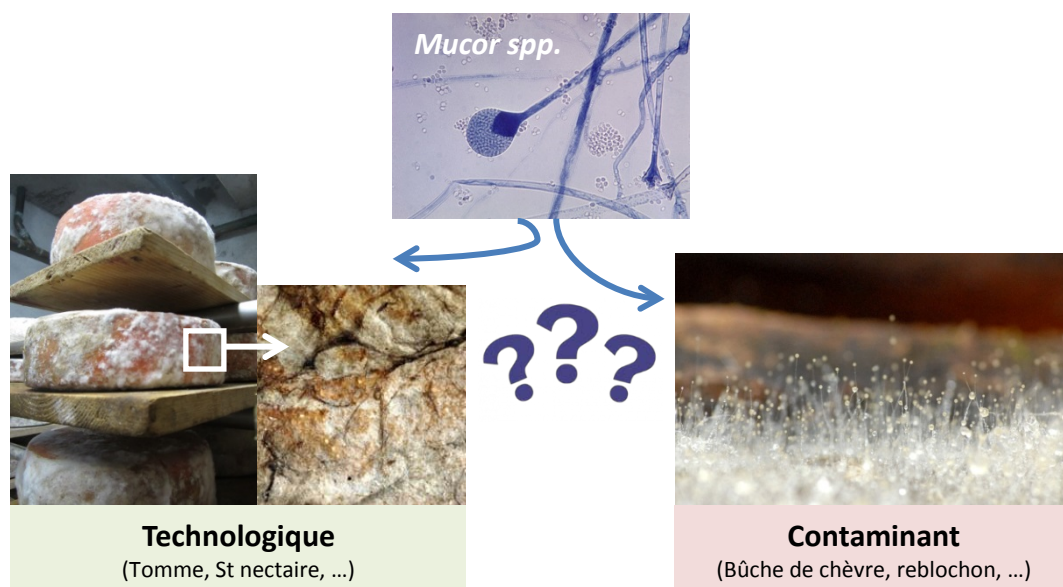 Mucor spp.
???
Technologique
(Tomme, St nectaire, …)
Contaminant
(Bûche de chèvre, reblochon, …)